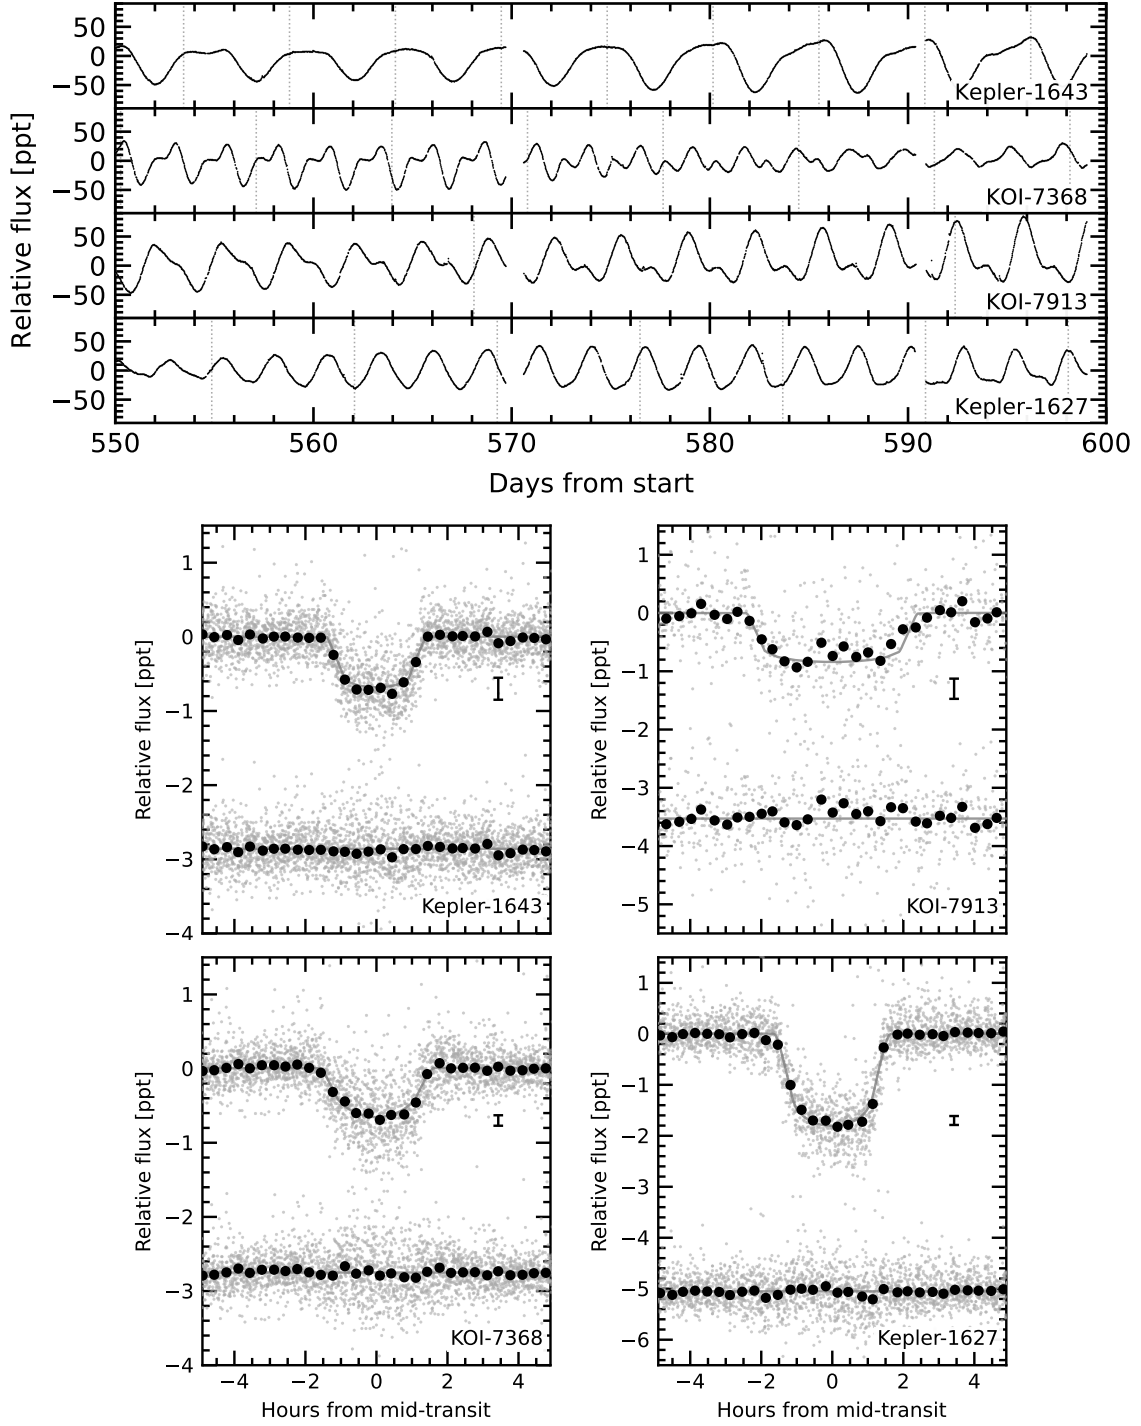 50
0
−50
Kepler-1643
50
0
−50
KOI-7368
50
0
−50
KOI-7913
50
0
−50
Kepler-1627
Relative flux [ppt]
550 560 570 580 590 600
Days from start
1
0
−1
−2
−3
−4
Relative flux [ppt]
Kepler-1643
1
0
−1
−2
−3
−4
−5
Relative flux [ppt]
KOI-7913
1
0
−1
−2
−3
−4
Relative flux [ppt]
KOI-7368
−4 −2 0 2 4
Hours from mid-transit
1
0
−1
−2
−3
−4
−5
−6
Relative flux [ppt]
Kepler-1627
−4 −2 0 2 4
Hours from mid-transit